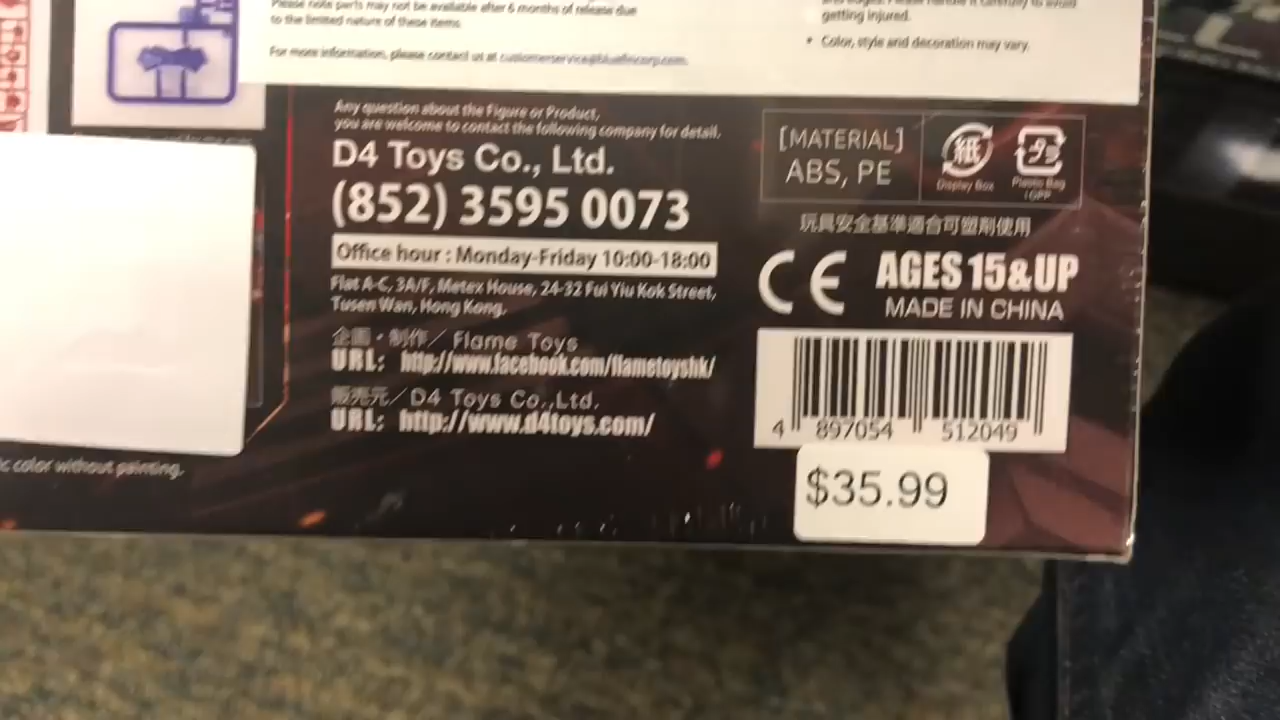 Please note parts may not be available after 6 months of release due
to the limited nature of these items
For more information, please contact us at customerservice@bluefincorp.com.
getting injured.
• Color, style and decoration may vary.
Any question about the Figure or Product,
you are welcome to contact the following company for detail.
D4 Toys Co., Ltd.
(852) 3595 0073
Office hour : Monday-Friday 10:00-18:00
Flat A-C, 3A/F, Metex House, 24-32 Fui Yiu Kok Street,
Tusen Wan, Hong Kong.
企画・制作／ Flame Toys
URL: http://www.facebook.com/flametoyshk/
販売元／D4 Toys Co.,Ltd.
URL: http://www.d4toys.com/
[MATERIAL]
ABS, PE
紙
Display Box
プラ
Plastic Bag
:OPP
玩具安全基準適合可塑剤使用
CE
AGES 15&UP
MADE IN CHINA
4 897054 512049
$35.99
c color without painting.